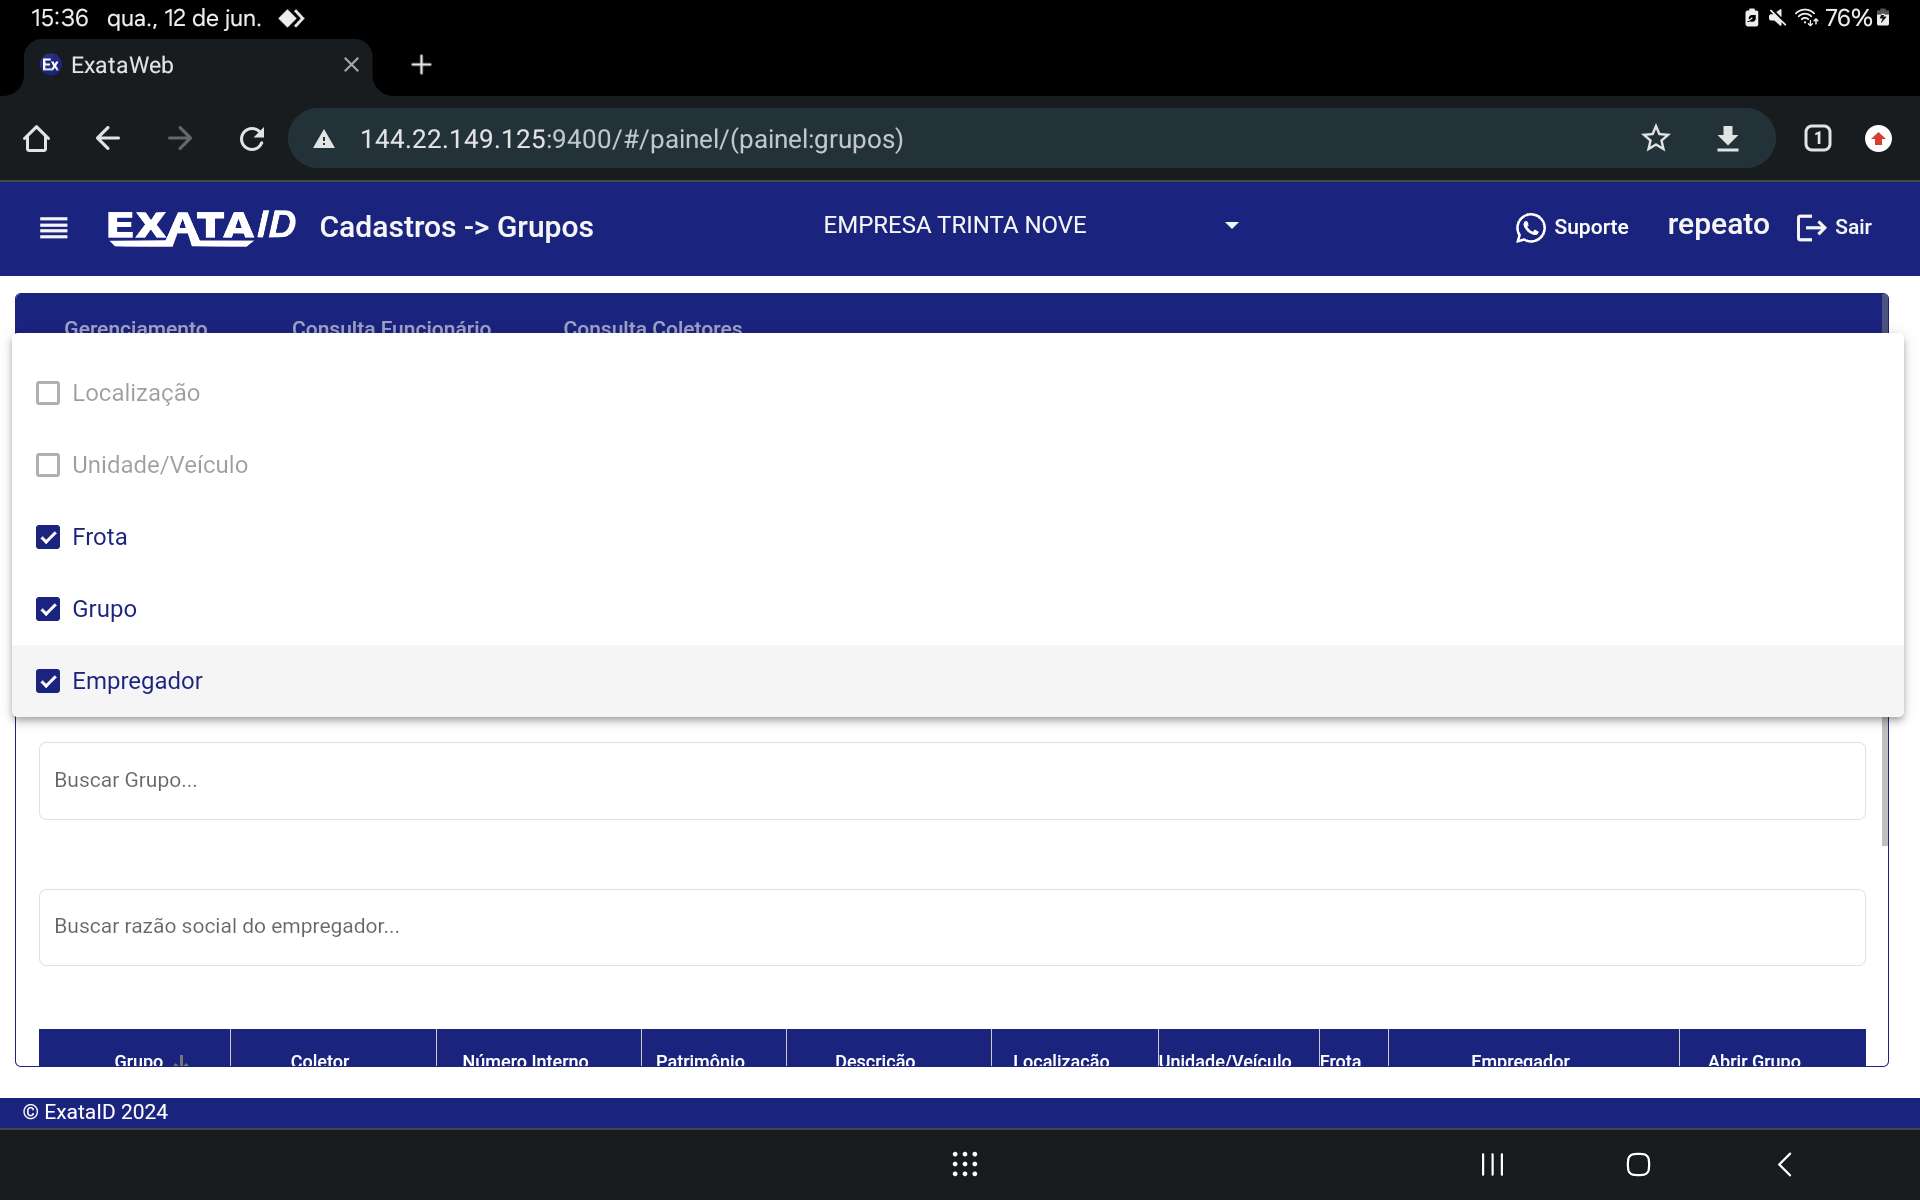 15:36 qua., 12 de jun. 76%
Ex ExataWeb
144.22.149.125:9400/#/painel/(painel:grupos) 1
EXATAID Cadastros -> Grupos EMPRESA TRINTA NOVE Suporte repeato Sair
Gerenciamento Consulta Funcionário Consulta Coletores
Localização
Unidade/Veículo
Frota
Grupo
Empregador
Buscar Grupo...
Buscar razão social do empregador...
Grupo Coletor Número Interno Patrimônio Descrição Localização Unidade/Veículo Frota Empregador Abrir Grupo
© ExataID 2024